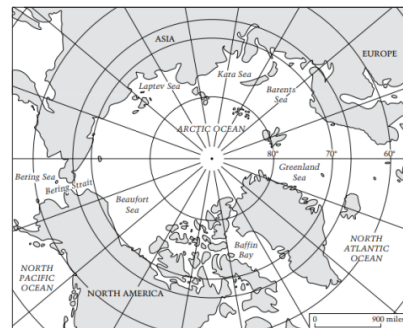 ASIA
EUROPE
Kara Sea
Laptev Sea
Barents
Sea
ARCTIC OCEAN
80°
70°
60°
Greenland
Sea
Bering Sea
Bering Strait
Beaufort
Sea
Baffin
Bay
NORTH
ATLANTIC
OCEAN
NORTH
PACIFIC
OCEAN
NORTH AMERICA
0
900 miles